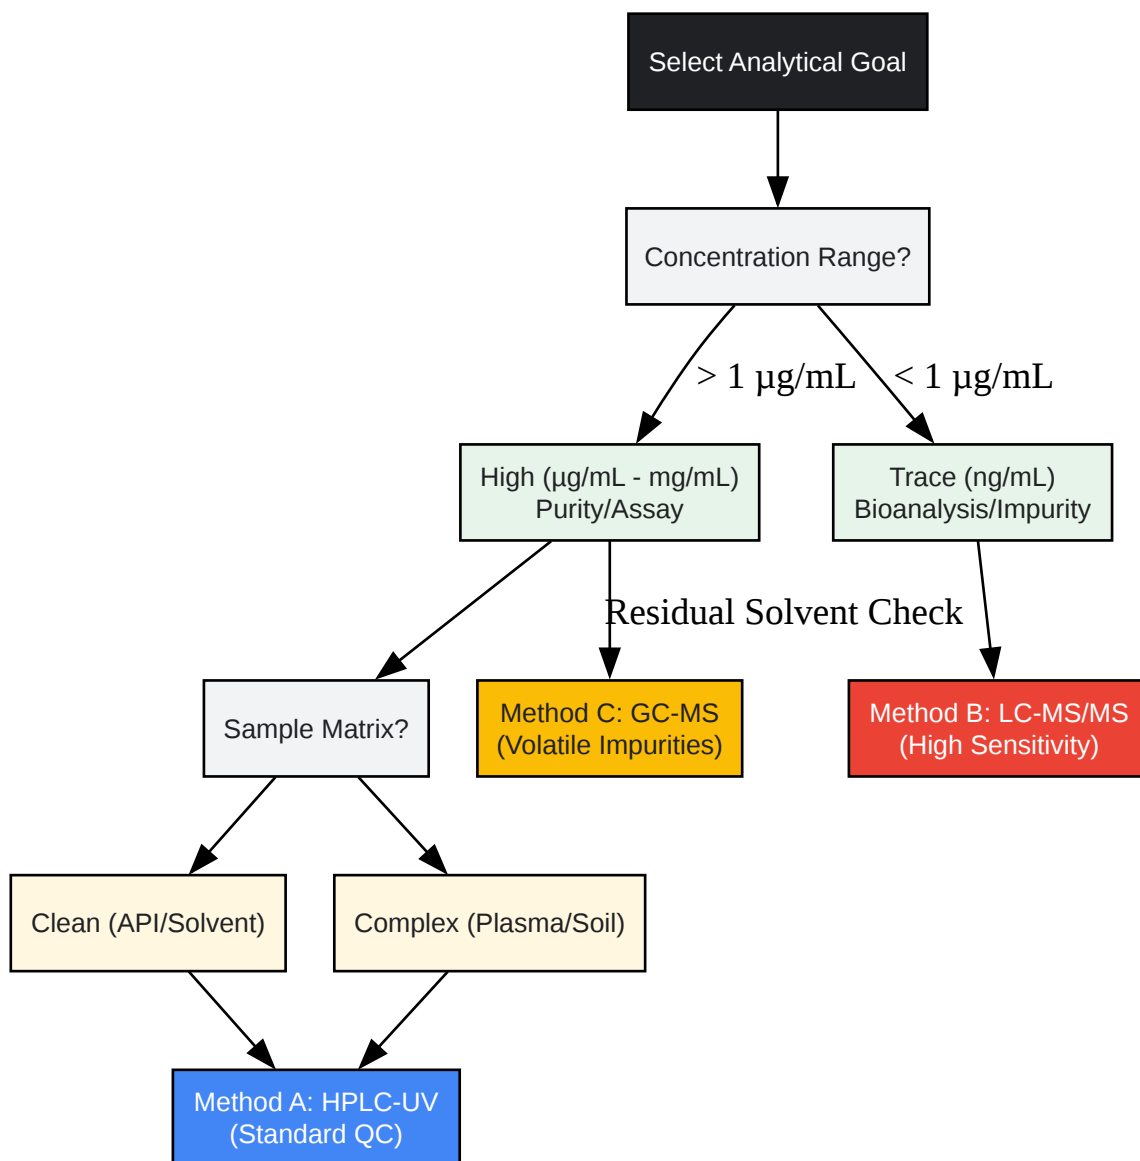 Select Analytical Goal
Concentration Range?
> 1 µg/mL
< 1 µg/mL
High (µg/mL - mg/mL)
Purity/Assay
Trace (ng/mL)
Bioanalysis/Impurity
Residual Solvent Check
Sample Matrix?
Method C: GC-MS
(Volatile Impurities)
Method B: LC-MS/MS
(High Sensitivity)
Clean (API/Solvent)
Complex (Plasma/Soil)
Method A: HPLC-UV
(Standard QC)